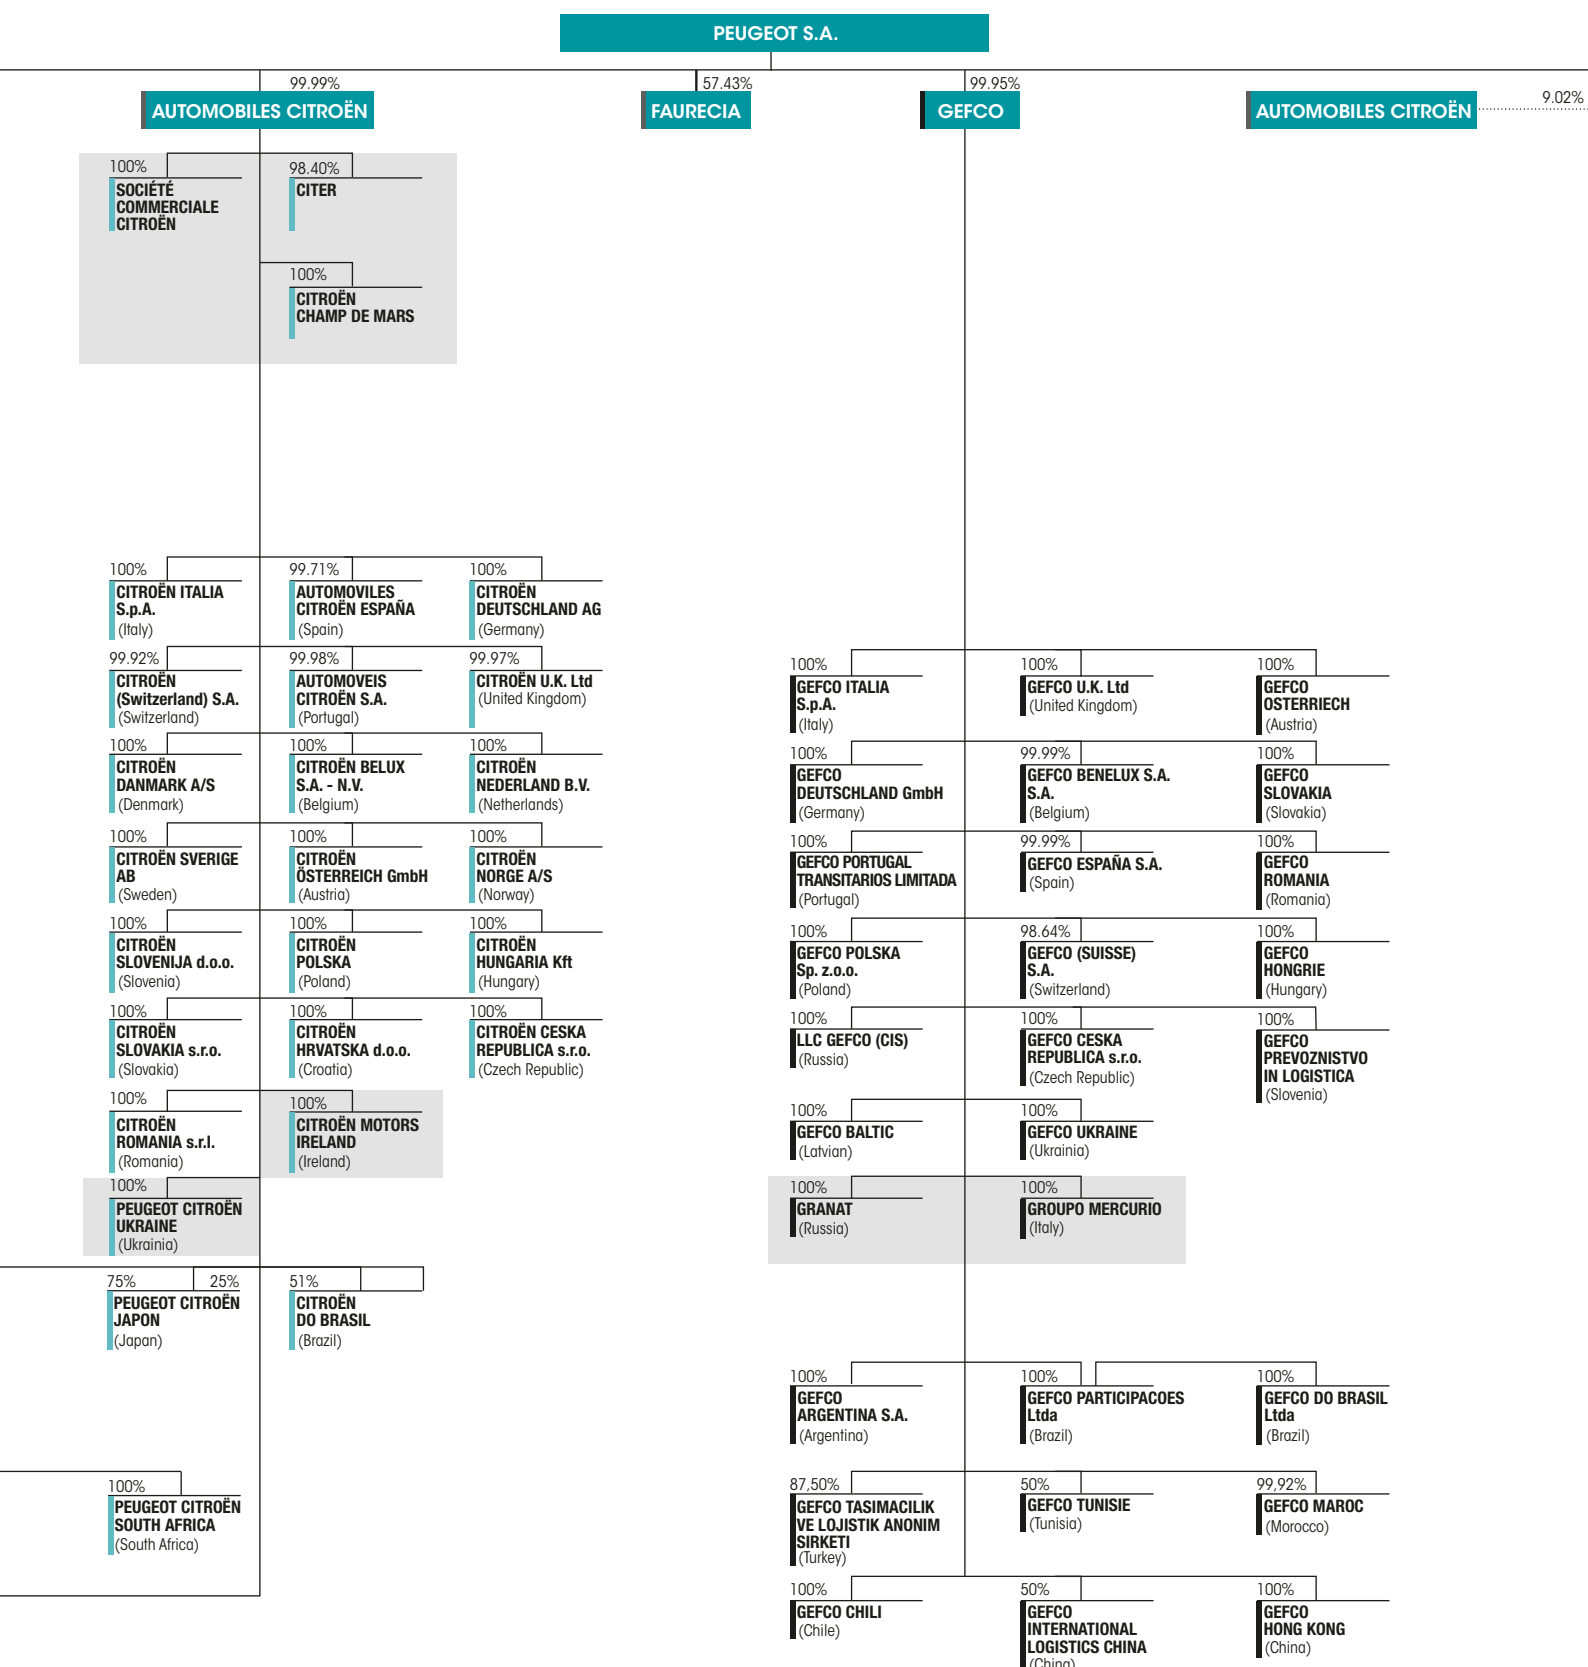 PEUGEOT S.A.
99.99%
AUTOMOBILES CITROËN
57.43%
FAURECIA
99.95%
GEFCO
AUTOMOBILES CITROËN
9.02%
100%
SOCIÉTÉ
COMMERCIALE
CITROËN
98.40%
CITER
100%
CITROËN
CHAMP DE MARS
100%
CITROËN ITALIA
S.p.A.
(Italy)
99.71%
AUTOMOVILES
CITROËN ESPAÑA
(Spain)
100%
CITROËN
DEUTSCHLAND AG
(Germany)
99.92%
CITROËN
(Switzerland) S.A.
(Switzerland)
99.98%
AUTOMOVEIS
CITROËN S.A.
(Portugal)
99.97%
CITROËN U.K. Ltd
(United Kingdom)
100%
CITROËN
DANMARK A/S
(Denmark)
100%
CITROËN BELUX
S.A. - N.V.
(Belgium)
100%
CITROËN
NEDERLAND B.V.
(Netherlands)
100%
CITROËN SVERIGE
AB
(Sweden)
100%
CITROËN
ÖSTERREICH GmbH
(Austria)
100%
CITROËN
NORGE A/S
(Norway)
100%
CITROËN
SLOVENIJA d.o.o.
(Slovenia)
100%
CITROËN
POLSKA
(Poland)
100%
CITROËN
HUNGARIA Kft
(Hungary)
100%
CITROËN
SLOVAKIA s.r.o.
(Slovakia)
100%
CITROËN
HRVATSKA d.o.o.
(Croatia)
100%
CITROËN CESKA
REPUBLICA s.r.o.
(Czech Republic)
100%
CITROËN
ROMANIA s.r.l.
(Romania)
100%
CITROËN MOTORS
IRELAND
(Ireland)
100%
PEUGEOT CITROËN
UKRAINE
(Ukrainia)
75% 25%
PEUGEOT CITROËN
JAPON
(Japan)
51%
CITROËN
DO BRASIL
(Brazil)
100%
PEUGEOT CITROËN
SOUTH AFRICA
(South Africa)
100%
GEFCO ITALIA
S.p.A.
(Italy)
100%
GEFCO U.K. Ltd
(United Kingdom)
100%
GEFCO
OSTERRIECH
(Austria)
100%
GEFCO
DEUTSCHLAND GmbH
(Germany)
99.99%
GEFCO BENELUX S.A.
S.A.
(Belgium)
100%
GEFCO
SLOVAKIA
(Slovakia)
100%
GEFCO PORTUGAL
TRANSITARIOS LIMITADA
(Portugal)
99.99%
GEFCO ESPAÑA S.A.
(Spain)
100%
GEFCO
ROMANIA
(Romania)
100%
GEFCO POLSKA
Sp. z.o.o.
(Poland)
98.64%
GEFCO (SUISSE)
S.A.
(Switzerland)
100%
GEFCO
HONGRIE
(Hungary)
100%
LLC GEFCO (CIS)
(Russia)
100%
GEFCO CESKA
REPUBLICA s.r.o.
(Czech Republic)
100%
GEFCO
PREVOZNISTVO
IN LOGISTICA
(Slovenia)
100%
GEFCO BALTIC
(Latvian)
100%
GEFCO UKRAINE
(Ukrainia)
100%
GRANAT
(Russia)
100%
GROUPO MERCURIO
(Italy)
100%
GEFCO
ARGENTINA S.A.
(Argentina)
100%
GEFCO PARTICIPACOES
Ltda
(Brazil)
100%
GEFCO DO BRASIL
Ltda
(Brazil)
87,50%
GEFCO TASIMACILIK
VE LOJISTIK ANONIM
SIRKETI
(Turkey)
50%
GEFCO TUNISIE
(Tunisia)
99,92%
GEFCO MAROC
(Morocco)
100%
GEFCO CHILI
(Chile)
50%
GEFCO
INTERNATIONAL
LOGISTICS CHINA
(China)
100%
GEFCO
HONG KONG
(China)